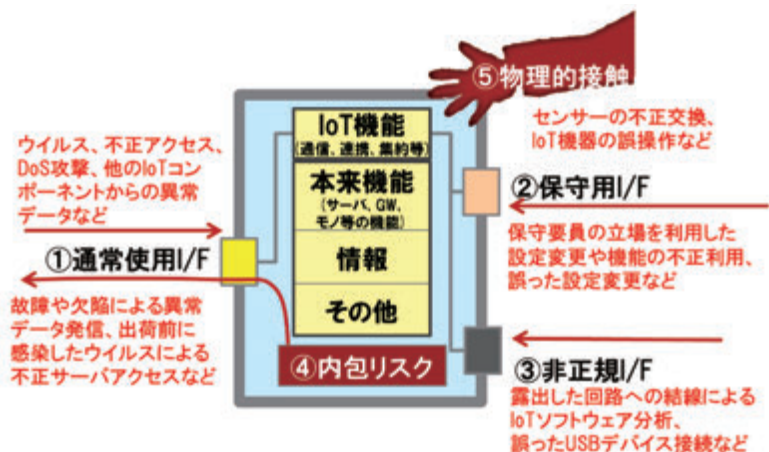 ⑤物理的接触
センサーの不正交換、
IoT機器の誤操作など
ウイルス、不正アクセス、
DoS攻撃、他のIoTコン
ポーネントからの異常
データなど
①通常使用I/F
故障や欠陥による異常
データ発信、出荷前に
感染したウイルスによる
不正サーバアクセスなど
IoT機能
(通信、連携、集約等)
本来機能
(サーバ、GW、
モノ等の機能)
情報
その他
④内包リスク
②保守用I/F
保守要員の立場を利用した
設定変更や機能の不正利用、
誤った設定変更など
③非正規I/F
露出した回路への結線による
IoTソフトウェア分析、
誤ったUSBデバイス接続など